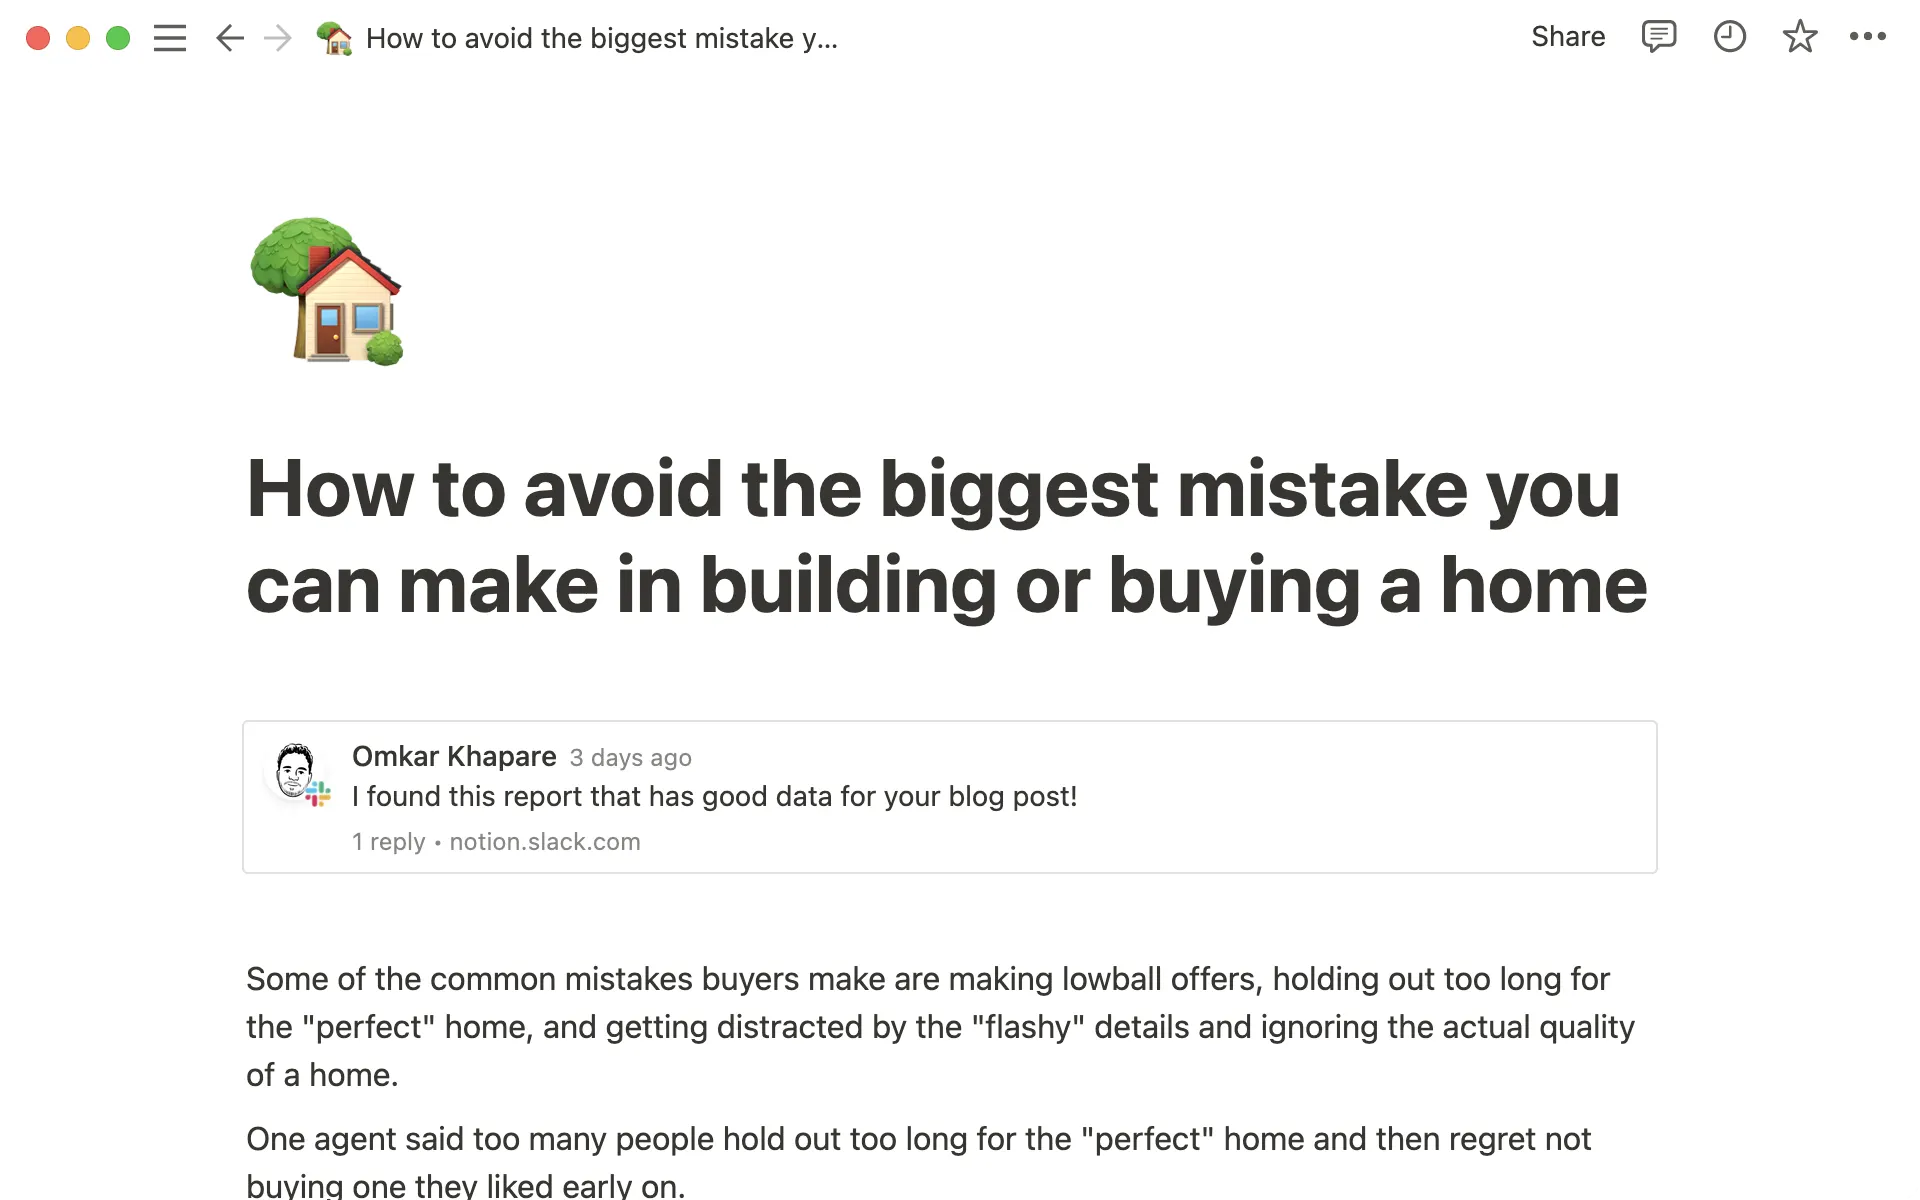 How to avoid the biggest mistake y...
Share
How to avoid the biggest mistake you
can make in building or buying a home
Omkar Khapare 3 days ago
I found this report that has good data for your blog post!
1 reply • notion.slack.com
Some of the common mistakes buyers make are making lowball offers, holding out too long for
the "perfect" home, and getting distracted by the "flashy" details and ignoring the actual quality
of a home.
One agent said too many people hold out too long for the "perfect" home and then regret not
buying one they liked early on.